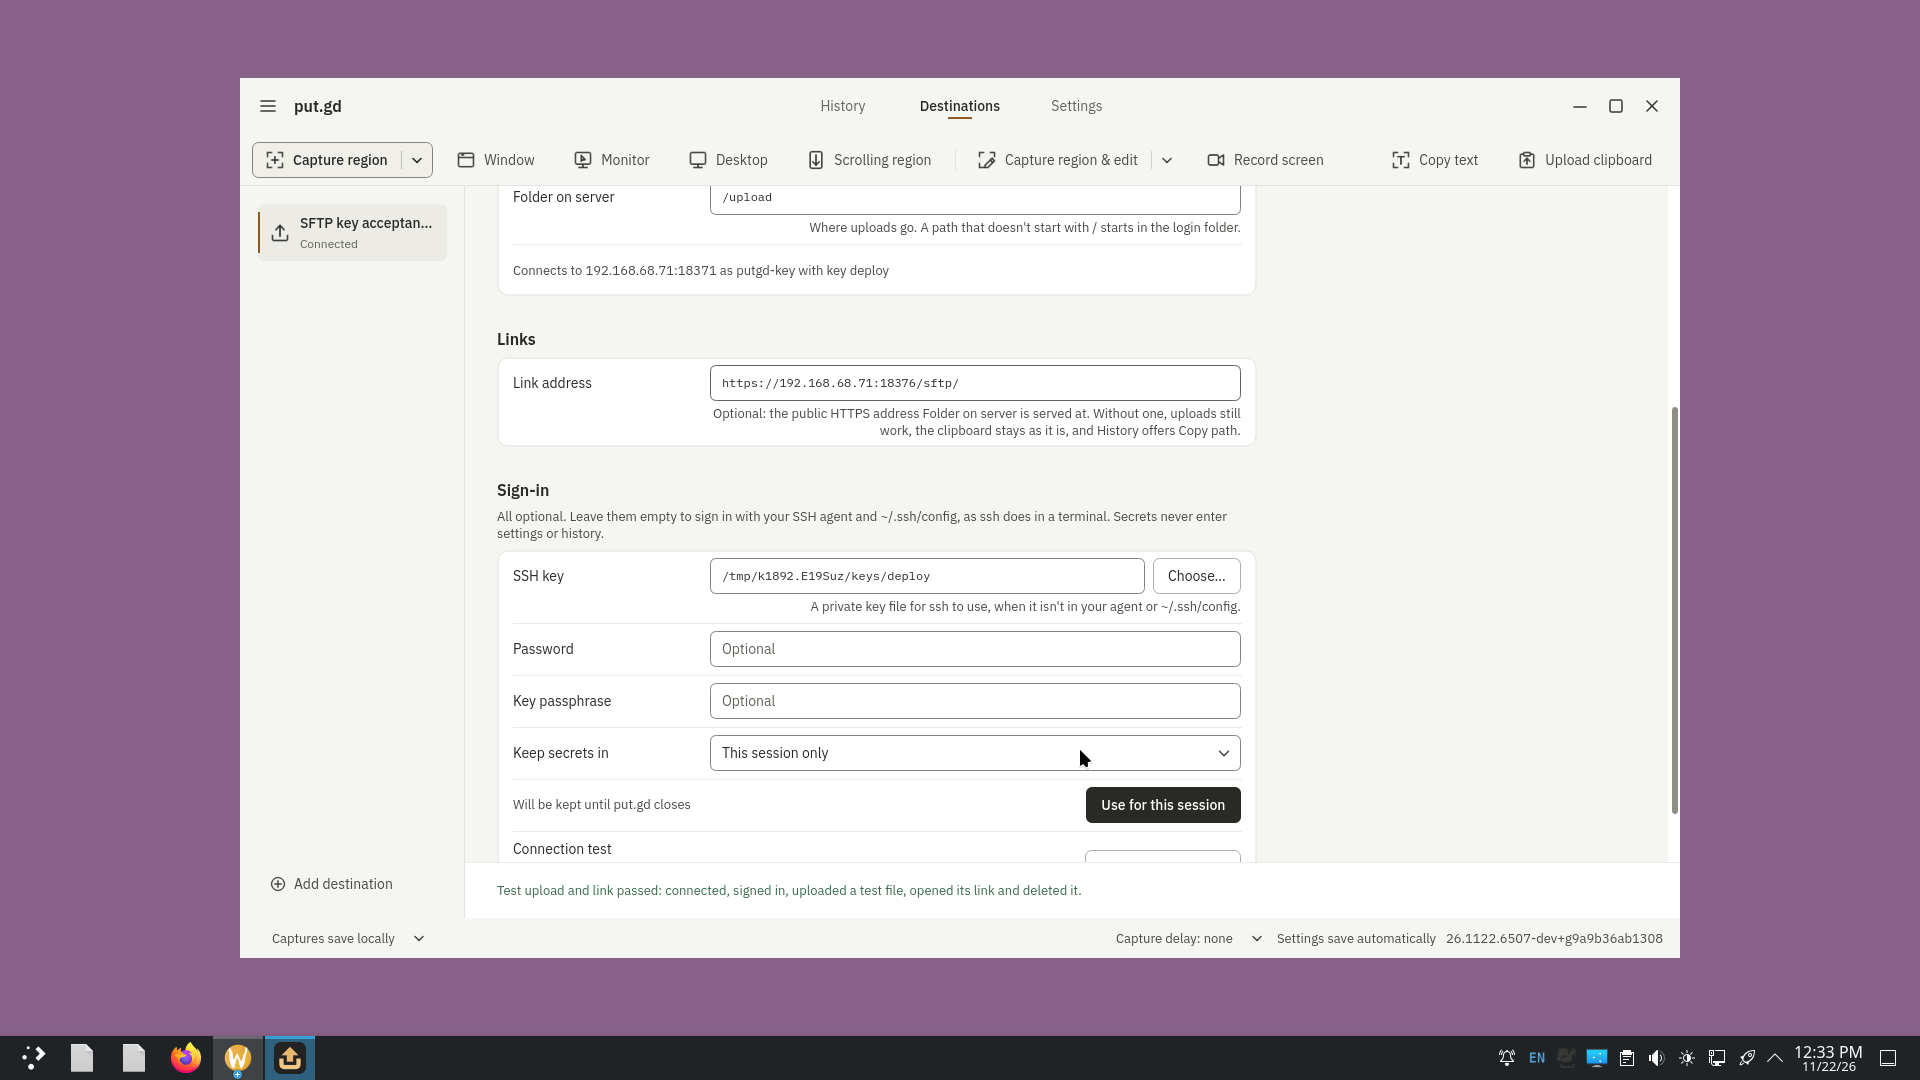 put.gd
History
Destinations
Settings
Capture region
Window
Monitor
Desktop
Scrolling region
Capture region & edit
Record screen
Copy text
Upload clipboard
SFTP key acceptan...
Connected
Folder on server
/upload
Where uploads go. A path that doesn't start with / starts in the login folder.
Connects to 192.168.68.71:18371 as putgd-key with key deploy
Links
Link address
https://192.168.68.71:18376/sftp/
Optional: the public HTTPS address Folder on server is served at. Without one, uploads still
work, the clipboard stays as it is, and History offers Copy path.
Sign-in
All optional. Leave them empty to sign in with your SSH agent and ~/.ssh/config, as ssh does in a terminal. Secrets never enter
settings or history.
SSH key
/tmp/k1892.E19Suz/keys/deploy
Choose...
A private key file for ssh to use, when it isn't in your agent or ~/.ssh/config.
Password
Optional
Key passphrase
Optional
Keep secrets in
This session only
Will be kept until put.gd closes
Use for this session
Connection test
Add destination
Test upload and link passed: connected, signed in, uploaded a test file, opened its link and deleted it.
Captures save locally
Capture delay: none
Settings save automatically
26.1122.6507-dev+g9a9b36ab1308
EN
12:33 PM
11/22/26